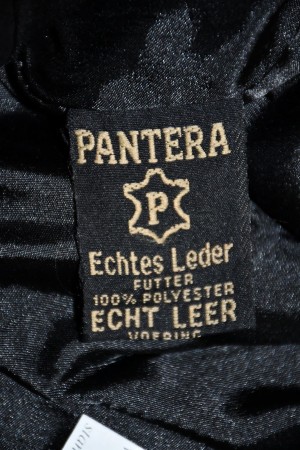 PANTERA
P
Echtes Leder
FUTTER
100% POLYESTER
ECHT LEER
VOERING